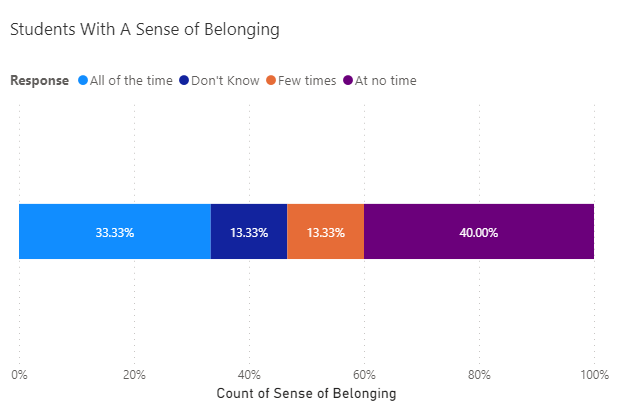 Students With A Sense of Belonging
Response All of the time Don't Know Few times At no time
33.33% 13.33% 13.33% 40.00%
0% 20% 40% 60% 80% 100%
Count of Sense of Belonging